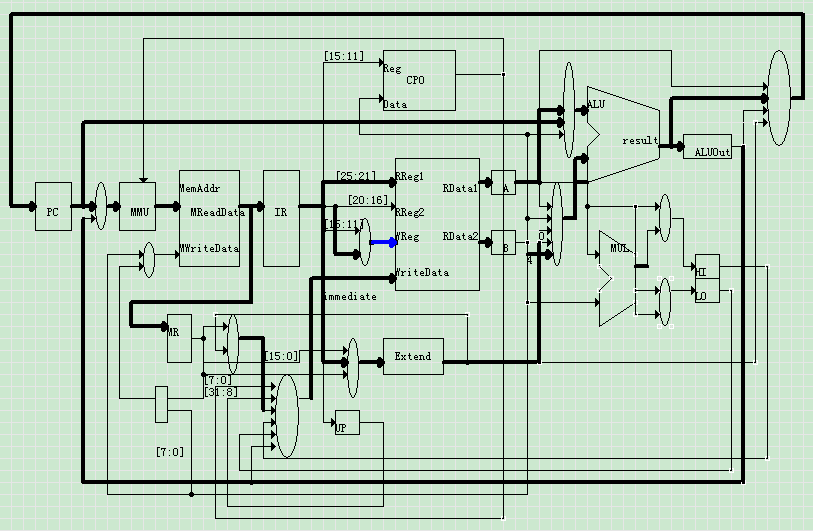 [15:11]
Reg
CPO
Data
ALU
result
ALUOut
MemAddr
MReadData
MWriteData
PC
MMU
IR
[25:21]
RReg1
RData1
A
[20:16]
RReg2
[15:11]
WReg
RData2
B
0
4
WriteData
immediate
MUL
HI
LO
MR
[15:0]
Extend
[7:0]
[31:8]
UP
[7:0]